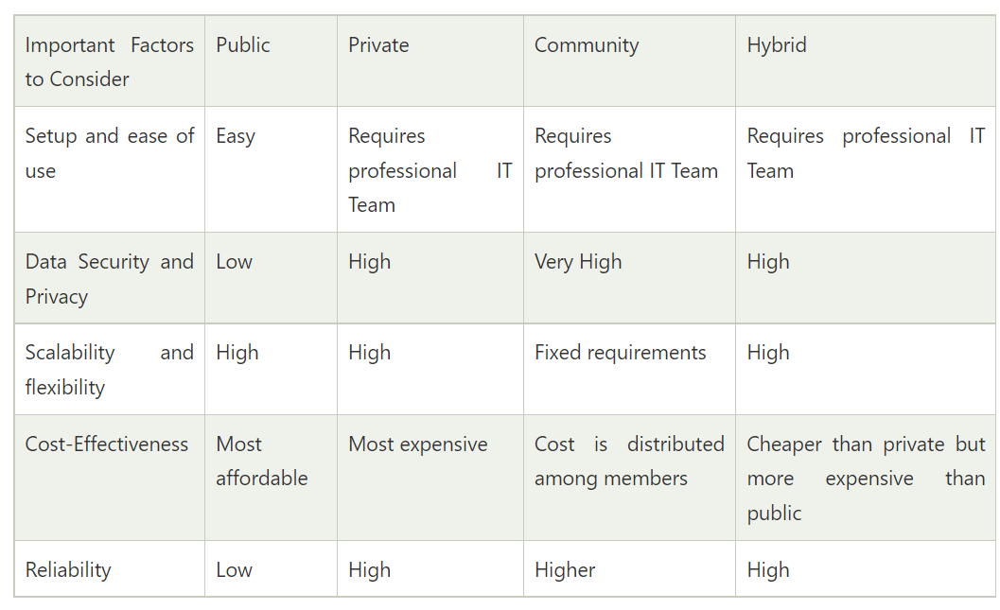 Important Factors to Consider Public Private Community Hybrid
Setup and ease of use Easy Requires professional IT Team Requires professional IT Team Requires professional IT Team
Data Security and Privacy Low High Very High High
Scalability and flexibility High High Fixed requirements High
Cost-Effectiveness Most affordable Most expensive Cost is distributed among members Cheaper than private but more expensive than public
Reliability Low High Higher High